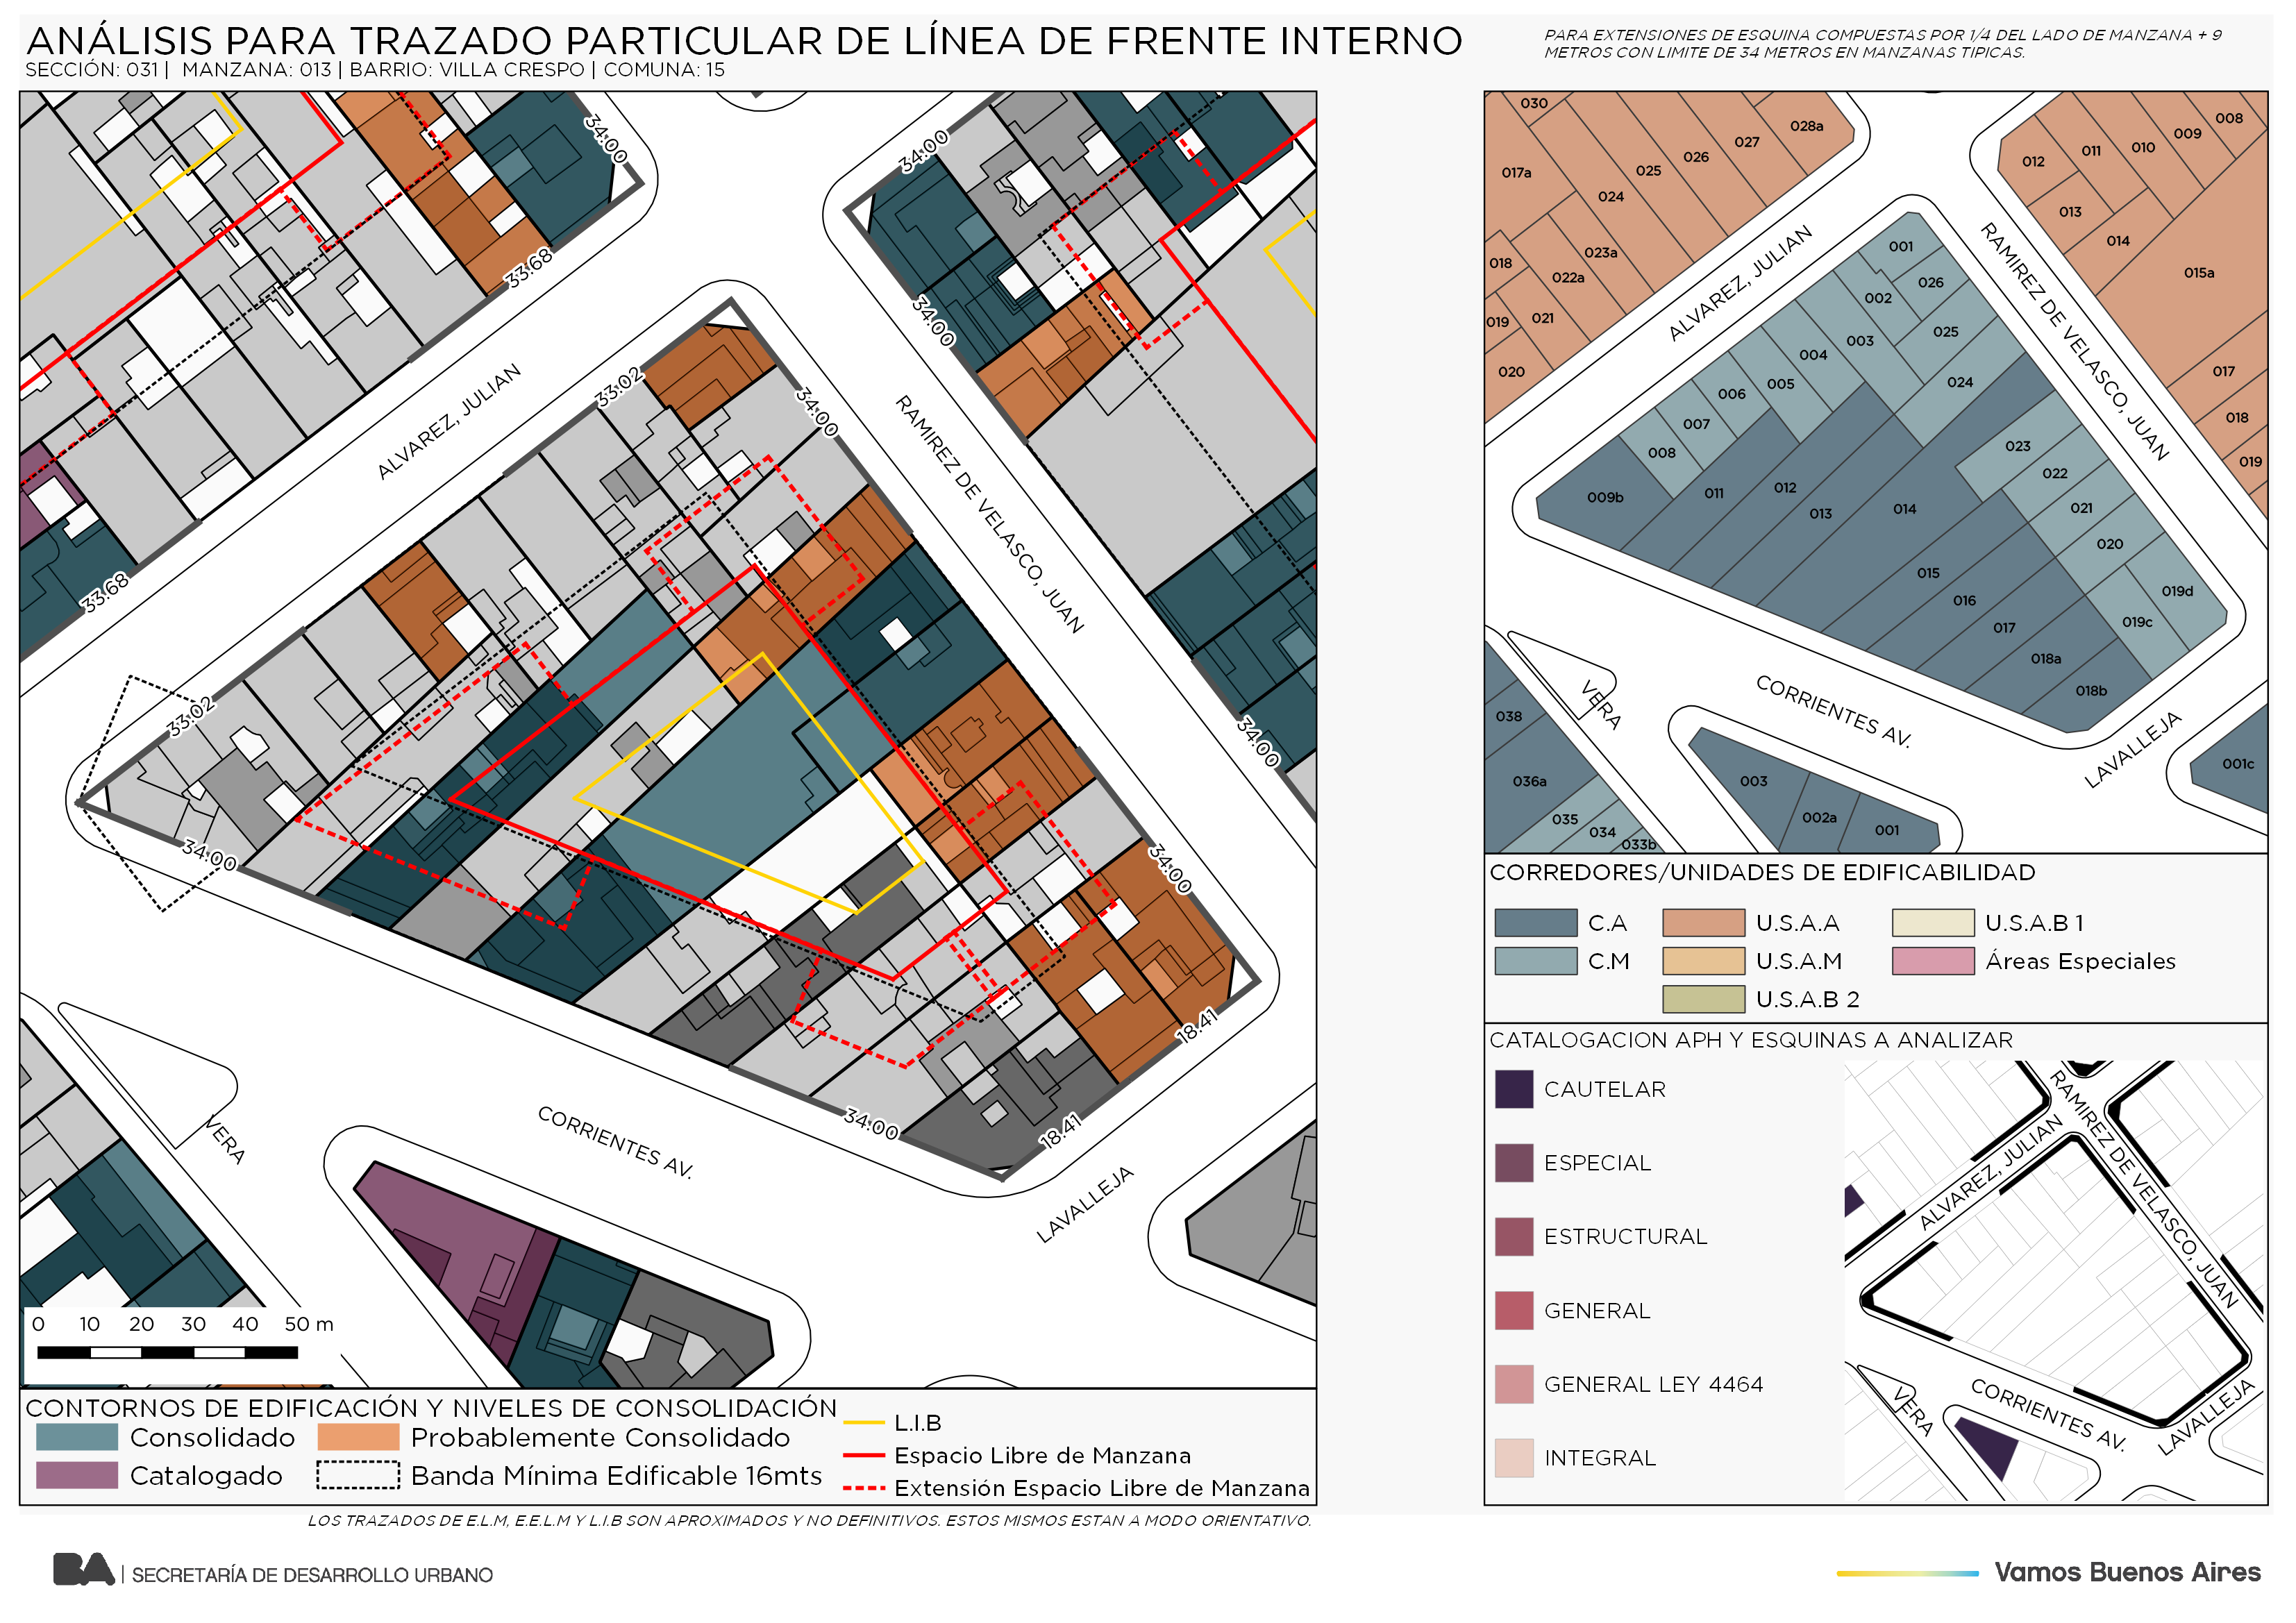 ANÁLISIS PARA TRAZADO PARTICULAR DE LÍNEA DE FRENTE INTERNO
SECCIÓN: 031 | MANZANA: 013 | BARRIO: VILLA CRESPO | COMUNA: 15
PARA EXTENSIONES DE ESQUINA COMPUESTAS POR 1/4 DEL LADO DE MANZANA + 9
METROS CON LIMITE DE 34 METROS EN MANZANAS TIPICAS.
34.00
34.00
33.68
34.00
33.02
34.00
ALVAREZ, JULIAN
RAMIREZ DE VELASCO, JUAN
33.68
33.02
34.00
34.00
34.00
18.41
34.00
18.41
CORRIENTES AV.
VERA
LAVALLEJA
0 10 20 30 40 50 m
CONTORNOS DE EDIFICACIÓN Y NIVELES DE CONSOLIDACIÓN
Consolidado
Probablemente Consolidado
Catalogado
Banda Mínima Edificable 16mts
L.I.B
Espacio Libre de Manzana
Extensión Espacio Libre de Manzana
LOS TRAZADOS DE E.L.M, E.E.L.M Y L.I.B SON APROXIMADOS Y NO DEFINITIVOS. ESTOS MISMOS ESTAN A MODO ORIENTATIVO.
030
028a
027
026
025
024
017a
023a
022a
018
021
019
020
008
009
010
011
012
013
014
015a
017
018
019
ALVAREZ, JULIAN
RAMIREZ DE VELASCO, JUAN
001
026
002
025
003
024
004
005
006
007
008
009b
011
012
013
014
023
022
021
020
015
019d
016
019c
017
018a
018b
CORRIENTES AV.
VERA
LAVALLEJA
038
036a
035
034
033b
003
002a
001
001c
CORREDORES/UNIDADES DE EDIFICABILIDAD
C.A
U.S.A.A
U.S.A.B 1
C.M
U.S.A.M
Áreas Especiales
U.S.A.B 2
CATALOGACION APH Y ESQUINAS A ANALIZAR
CAUTELAR
ESPECIAL
ESTRUCTURAL
GENERAL
GENERAL LEY 4464
INTEGRAL
ALVAREZ, JULIAN
RAMIREZ DE VELASCO, JUAN
CORRIENTES AV.
VERA
LAVALLEJA
BA | SECRETARÍA DE DESARROLLO URBANO
Vamos Buenos Aires